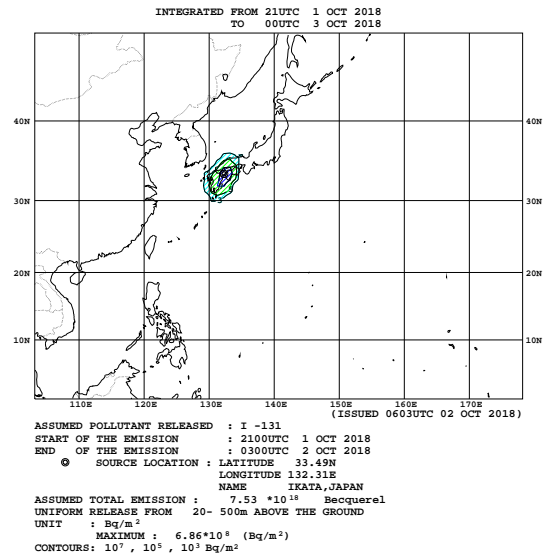 INTEGRATED FROM 21UTC 1 OCT 2018
TO 00UTC 3 OCT 2018
40N 40N
30N 30N
20N 20N
10N 10N
110E 120E 130E 140E 150E 160E 170E
(ISSUED 0603UTC 02 OCT 2018)
ASSUMED POLLUTANT RELEASED : I -131
START OF THE EMISSION : 2100UTC 1 OCT 2018
END OF THE EMISSION : 0300UTC 2 OCT 2018
◎ SOURCE LOCATION : LATITUDE 33.49N
LONGITUDE 132.31E
NAME IKATA,JAPAN
ASSUMED TOTAL EMISSION : 7.53 *10¹⁸ Becquerel
UNIFORM RELEASE FROM 20- 500m ABOVE THE GROUND
UNIT : Bq/m²
MAXIMUM : 6.86*10⁸ (Bq/m²)
CONTOURS: 10⁷ , 10⁵ , 10³ Bq/m²